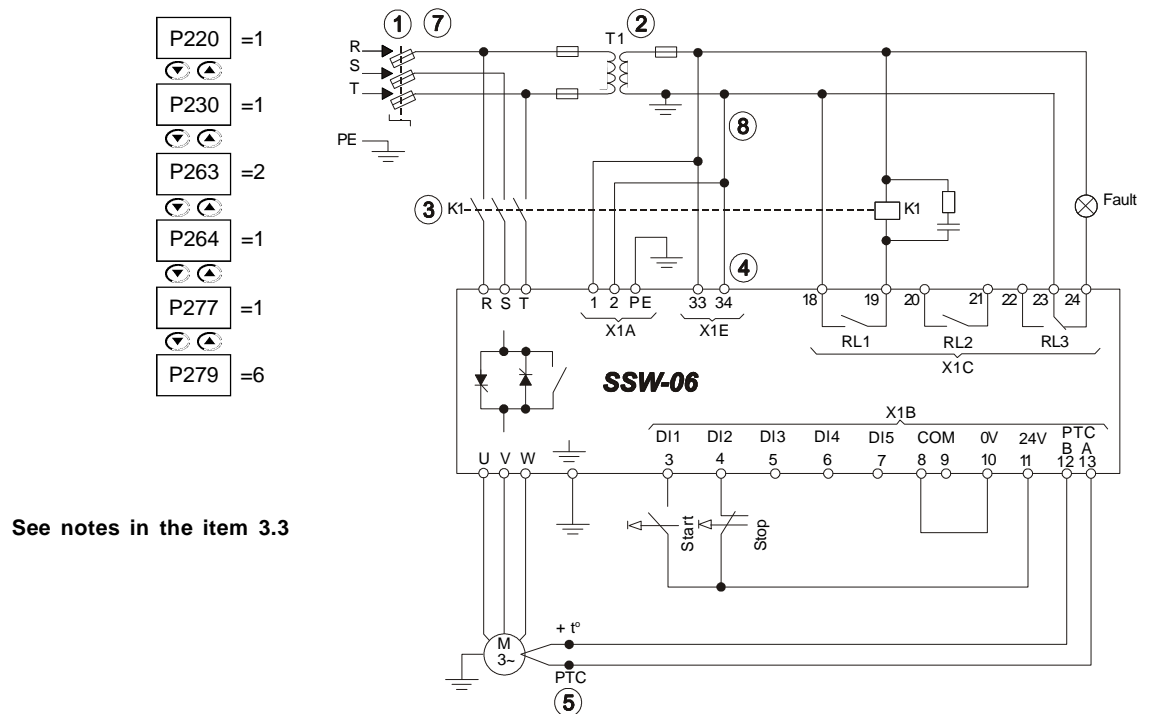 P220 =1
P230 =1
P263 =2
P264 =1
P277 =1
P279 =6
See notes in the item 3.3
1 7 2
T1
R
S
T
PE
8
3 K1
K1
Fault
4
R S T 1 2 PE 33 34 18 19 20 21 22 23 24
X1A X1E RL1 RL2 RL3
X1C
SSW-06
X1B
DI1 DI2 DI3 DI4 DI5 COM 0V 24V PTC
B A
U V W 3 4 5 6 7 8 9 10 11 12 13
Start Stop
+ tº
M
3~
PTC
5